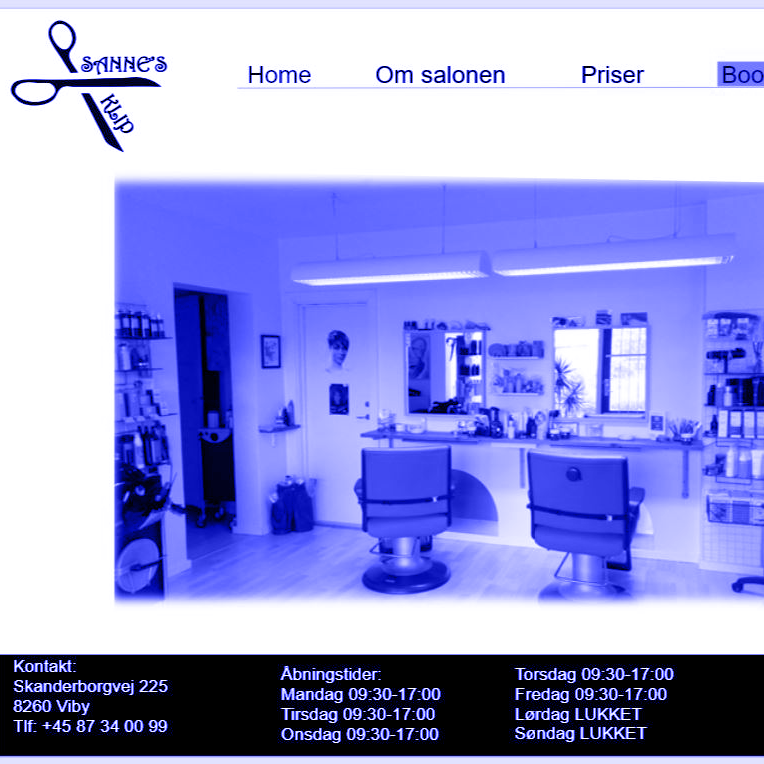 SANNE'S
KLIP
Home
Om salonen
Priser
Boo
Kontakt:
Skanderborgvej 225
8260 Viby
Tlf: +45 87 34 00 99
Åbningstider:
Mandag 09:30-17:00
Tirsdag 09:30-17:00
Onsdag 09:30-17:00
Torsdag 09:30-17:00
Fredag 09:30-17:00
Lørdag LUKKET
Søndag LUKKET